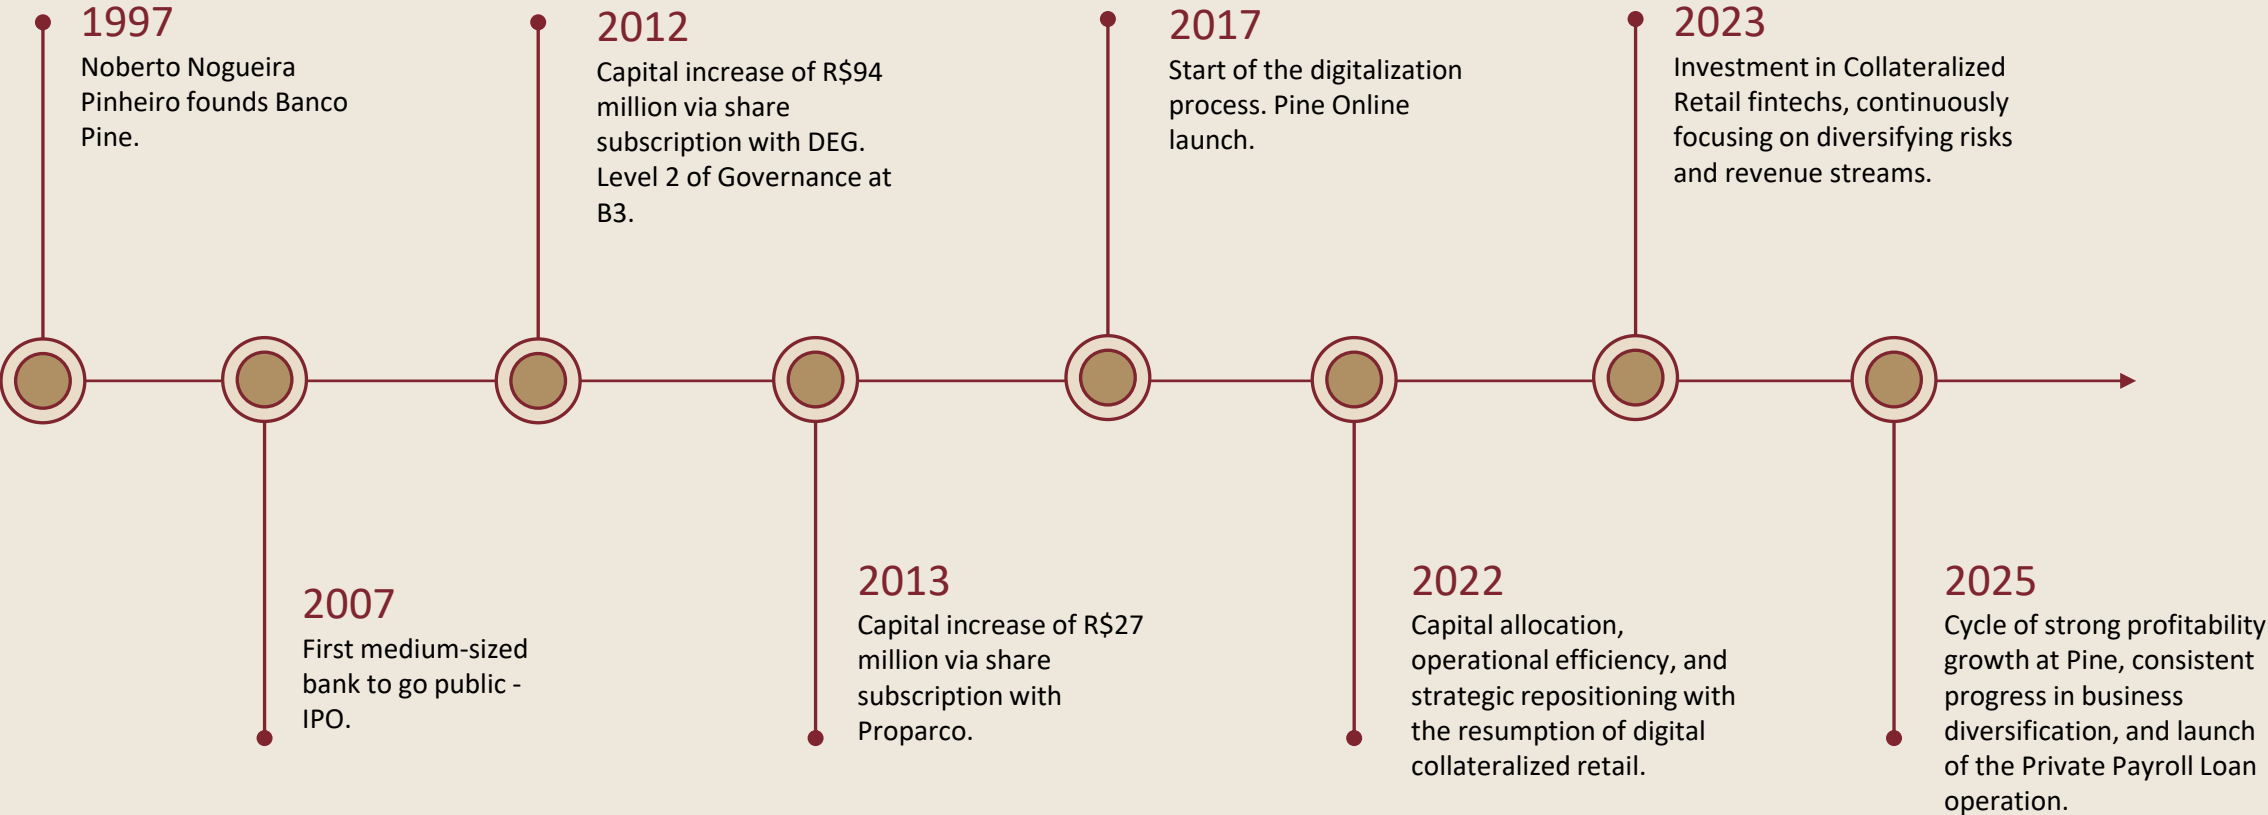 1997
Noberto Nogueira
Pinheiro founds Banco
Pine.
2007
First medium-sized
bank to go public -
IPO.
2012
Capital increase of R$94
million via share
subscription with DEG.
Level 2 of Governance at
B3.
2013
Capital increase of R$27
million via share
subscription with
Proparco.
2017
Start of the digitalization
process. Pine Online
launch.
2022
Capital allocation,
operational efficiency, and
strategic repositioning with
the resumption of digital
collateralized retail.
2023
Investment in Collateralized
Retail fintechs, continuously
focusing on diversifying risks
and revenue streams.
2025
Cycle of strong profitability
growth at Pine, consistent
progress in business
diversification, and launch
of the Private Payroll Loan
operation.